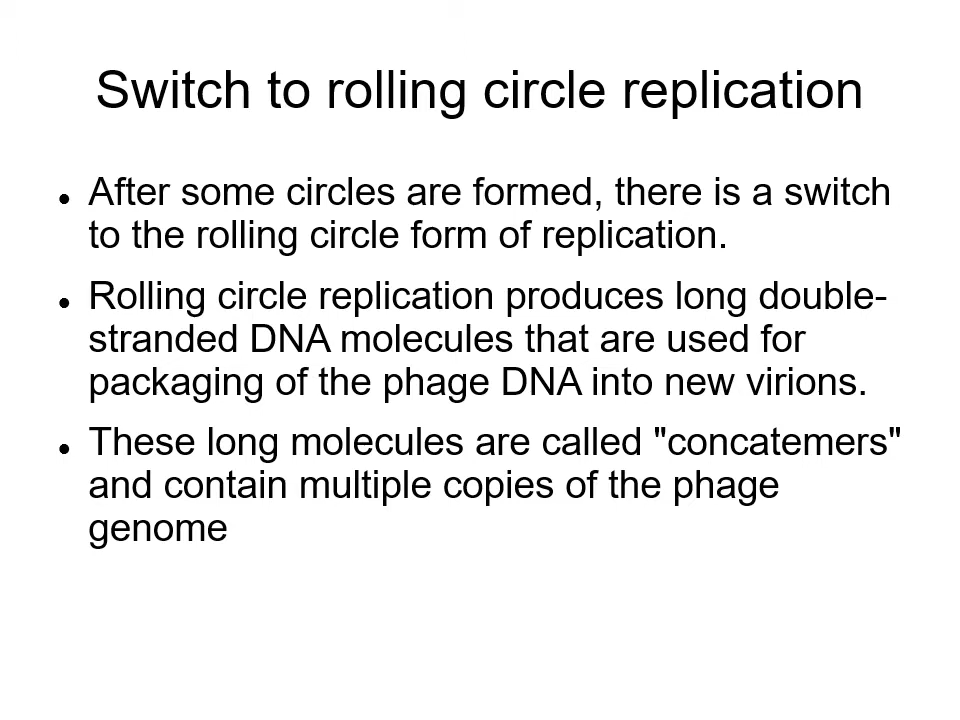 Switch to rolling circle replication
After some circles are formed, there is a switch
to the rolling circle form of replication.
Rolling circle replication produces long double-
stranded DNA molecules that are used for
packaging of the phage DNA into new virions.
These long molecules are called "concatemers"
and contain multiple copies of the phage
genome